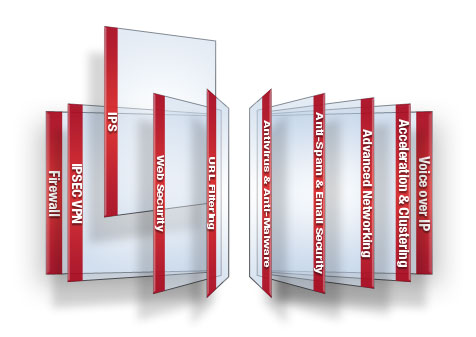 Firewall
IPSEC VPN
IPS
Web Security
URL Filtering
Antivirus & Anti-Malware
Anti-Spam & Email Security
Advanced Networking
Acceleration & Clustering
Voice over IP